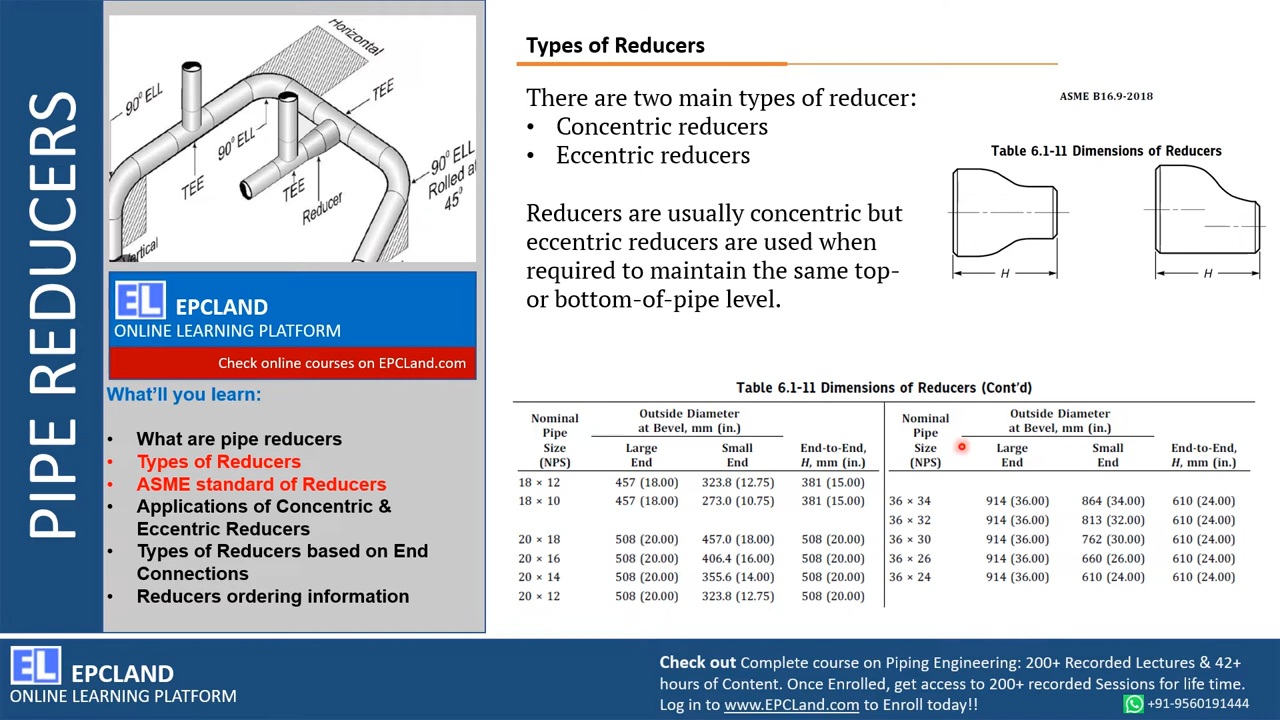 PIPE REDUCERS
Horizontal
90° ELL
TEE
90° ELL
TEE
TEE
Reducer
90° ELL
Rolled at
45°
Vertical
EL EPCLAND
ONLINE LEARNING PLATFORM
Check online courses on EPCLand.com
What'll you learn:
• What are pipe reducers
• Types of Reducers
• ASME standard of Reducers
• Applications of Concentric &
Eccentric Reducers
• Types of Reducers based on End
Connections
• Reducers ordering information
Types of Reducers
There are two main types of reducer:
• Concentric reducers
• Eccentric reducers
Reducers are usually concentric but
eccentric reducers are used when
required to maintain the same top-
or bottom-of-pipe level.
ASME B16.9-2018
Table 6.1-11 Dimensions of Reducers
H H
Table 6.1-11 Dimensions of Reducers (Cont'd)
Nominal
Pipe
Size
(NPS)
Outside Diameter
at Bevel, mm (in.)
Large
End
Small
End
End-to-End,
H, mm (in.)
18 × 12 457 (18.00) 323.8 (12.75) 381 (15.00)
18 × 10 457 (18.00) 273.0 (10.75) 381 (15.00)
20 × 18 508 (20.00) 457.0 (18.00) 508 (20.00)
20 × 16 508 (20.00) 406.4 (16.00) 508 (20.00)
20 × 14 508 (20.00) 355.6 (14.00) 508 (20.00)
20 × 12 508 (20.00) 323.8 (12.75) 508 (20.00)
Nominal
Pipe
Size
(NPS)
Outside Diameter
at Bevel, mm (in.)
Large
End
Small
End
End-to-End,
H, mm (in.)
36 × 34 914 (36.00) 864 (34.00) 610 (24.00)
36 × 32 914 (36.00) 813 (32.00) 610 (24.00)
36 × 30 914 (36.00) 762 (30.00) 610 (24.00)
36 × 26 914 (36.00) 660 (26.00) 610 (24.00)
36 × 24 914 (36.00) 610 (24.00) 610 (24.00)
EL EPCLAND
ONLINE LEARNING PLATFORM
Check out Complete course on Piping Engineering: 200+ Recorded Lectures & 42+
hours of Content. Once Enrolled, get access to 200+ recorded Sessions for life time.
Log in to www.EPCLand.com to Enroll today!!
+91-9560191444